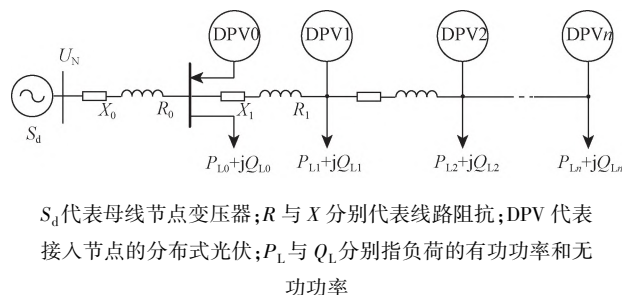 DPV0 DPV1 DPV2 DPVn
U_N
S_d X_0 R_0 X_1 R_1
P_L0+jQ_L0 P_L1+jQ_L1 P_L2+jQ_L2 P_Ln+jQ_Ln
S_d代表母线节点变压器;R与X分别代表线路阻抗;DPV代表
接入节点的分布式光伏;P_L与Q_L分别指负荷的有功功率和无
功功率